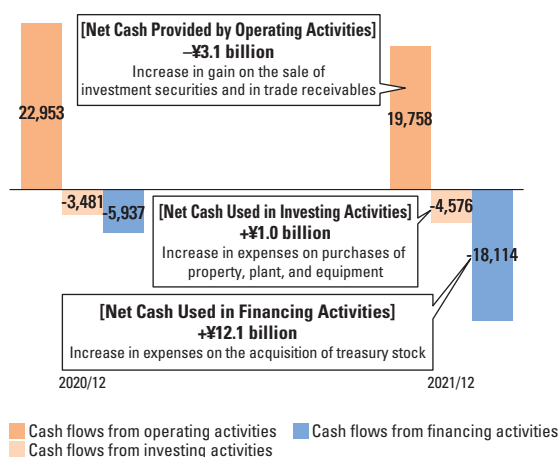 [Net Cash Provided by Operating Activities]
–¥3.1 billion
Increase in gain on the sale of
investment securities and in trade receivables
22,953
19,758
-3,481
-5,937
[Net Cash Used in Investing Activities]
+¥1.0 billion
Increase in expenses on purchases of
property, plant, and equipment
-4,576
-18,114
[Net Cash Used in Financing Activities]
+¥12.1 billion
Increase in expenses on the acquisition of treasury stock
2020/12
2021/12
Cash flows from operating activities
Cash flows from financing activities
Cash flows from investing activities